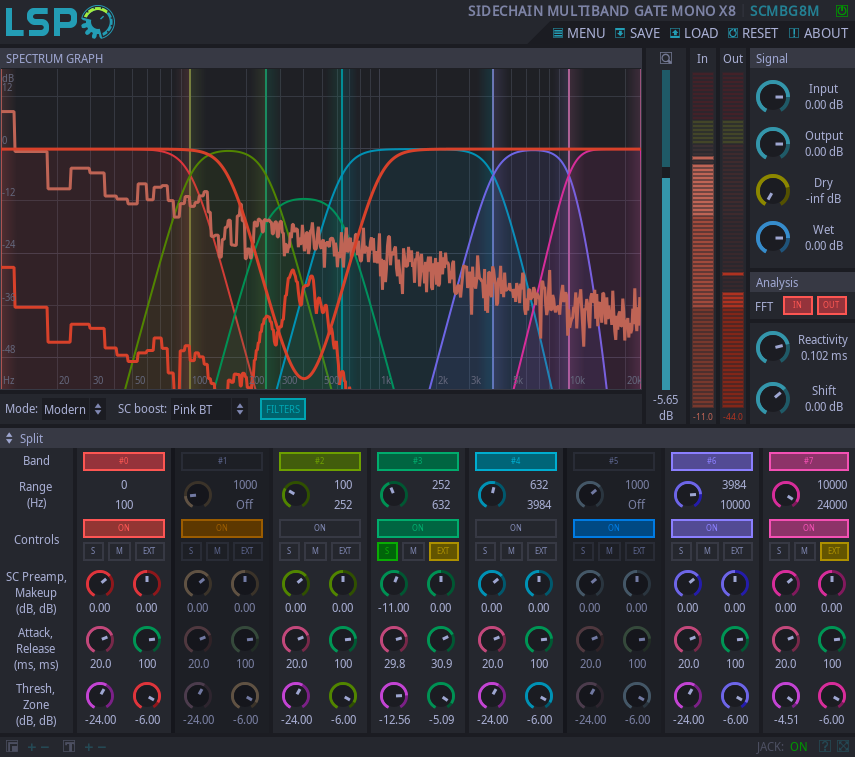 LSP
SIDECHAIN MULTIBAND GATE MONO X8 SCMBG8M
MENU SAVE LOAD RESET ABOUT
SPECTRUM GRAPH
dB
12
0
-12
-24
-36
-48
Hz 20 30 50 100 200 300 500 1k 2k 3k 5k 10k 20k
In Out
-5.65
dB
-11.0 -44.0
Signal
Input
0.00 dB
Output
0.00 dB
Dry
-inf dB
Wet
0.00 dB
Analysis
FFT IN OUT
Reactivity
0.102 ms
Shift
0.00 dB
Mode: Modern SC boost: Pink BT FILTERS
Split
Band #0 #1 #2 #3 #4 #5 #6 #7
Range 0 1000 100 252 632 1000 3984 10000
(Hz) 100 Off 252 632 3984 Off 10000 24000
Controls ON ON ON ON ON ON ON ON
S M EXT S M EXT S M EXT S M EXT S M EXT S M EXT S M EXT S M EXT
SC Preamp,
Makeup
(dB, dB) 0.00 0.00 0.00 0.00 0.00 0.00 -11.00 0.00 0.00 0.00 0.00 0.00 0.00 0.00 0.00 0.00
Attack,
Release
(ms, ms) 20.0 100 20.0 100 20.0 100 29.8 30.9 20.0 100 20.0 100 20.0 100 20.0 100
Thresh,
Zone
(dB, dB) -24.00 -6.00 -24.00 -6.00 -24.00 -6.00 -12.56 -5.09 -24.00 -6.00 -24.00 -6.00 -24.00 -6.00 -4.51 -6.00
JACK: ON